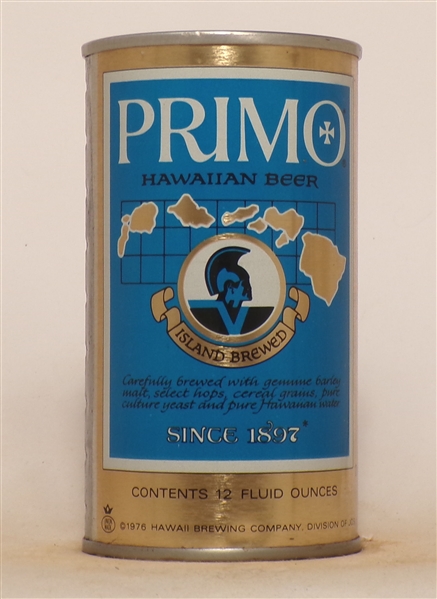 PRIMO
HAWAIIAN BEER
ISLAND BREWED
Carefully brewed with genuine barley
malt, select hops, cereal grains, pure
culture yeast and pure Hawaiian water
SINCE 1897*
CONTENTS 12 FLUID OUNCES
©1976 HAWAII BREWING COMPANY, DIVISION OF